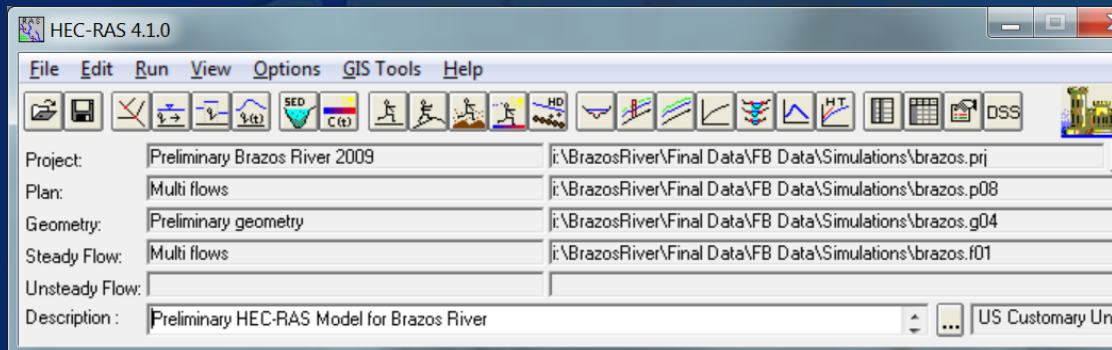 HEC-RAS 4.1.0
File Edit Run View Options GIS Tools Help
SED C(t) HD HT DSS
Project: Preliminary Brazos River 2009 i:\BrazosRiver\Final Data\FB Data\Simulations\brazos.prj
Plan: Multi flows i:\BrazosRiver\Final Data\FB Data\Simulations\brazos.p08
Geometry: Preliminary geometry i:\BrazosRiver\Final Data\FB Data\Simulations\brazos.g04
Steady Flow: Multi flows i:\BrazosRiver\Final Data\FB Data\Simulations\brazos.f01
Unsteady Flow:
Description : Preliminary HEC-RAS Model for Brazos River ... US Customary Un